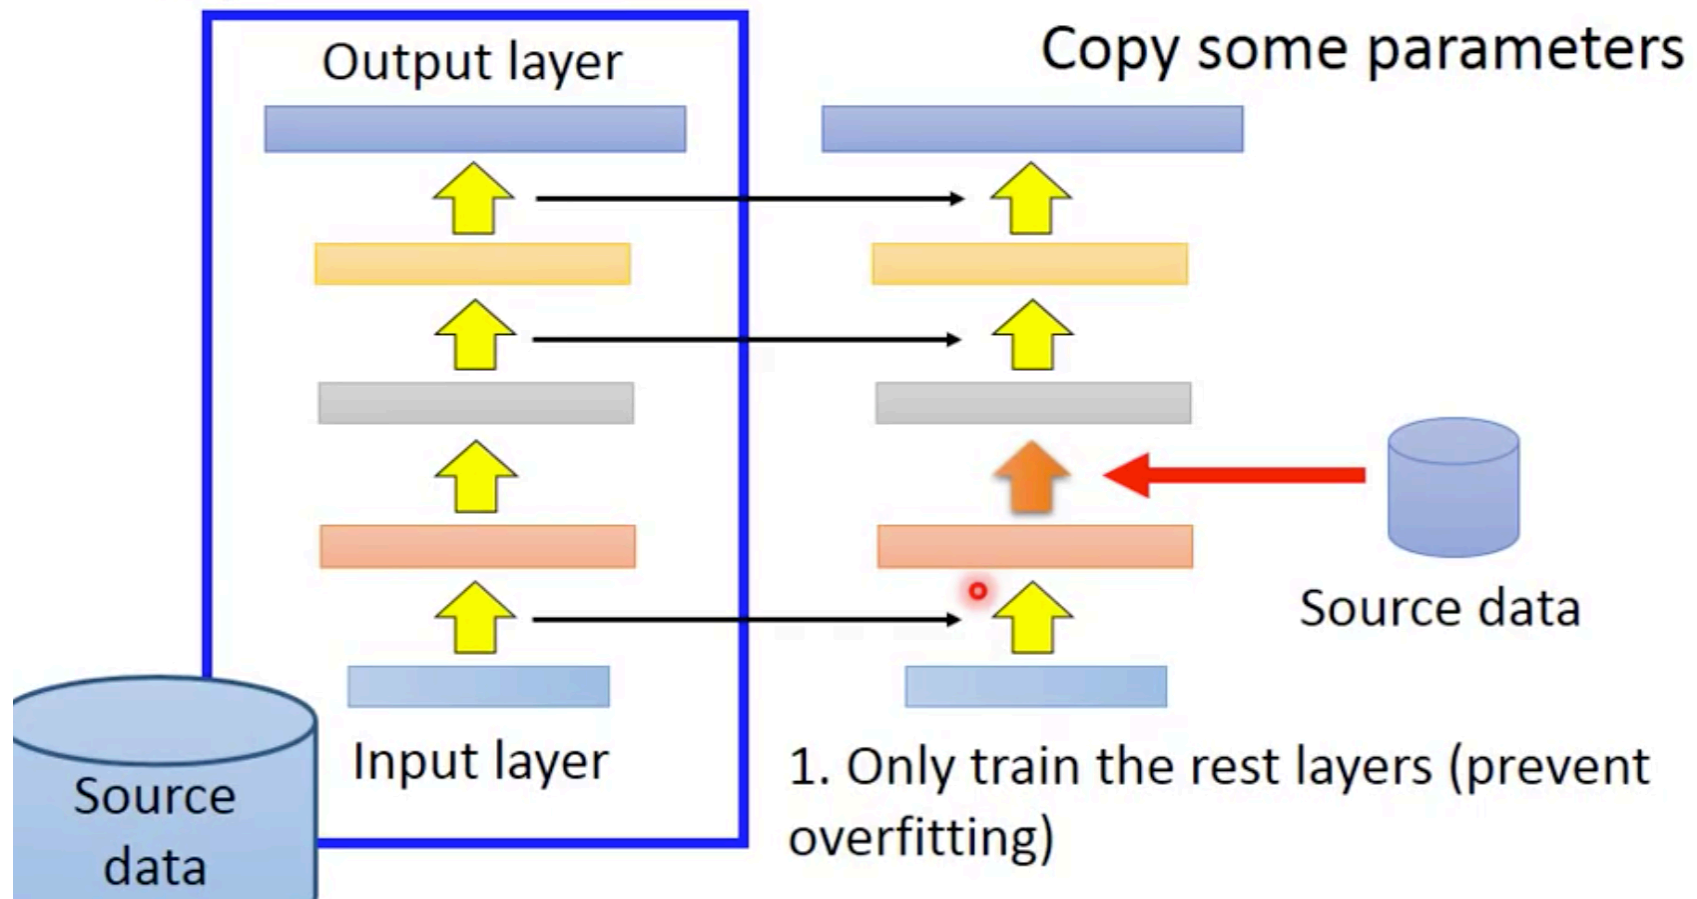 Output layer
Copy some parameters
Source data
Input layer
1. Only train the rest layers (prevent
overfitting)
Source
data